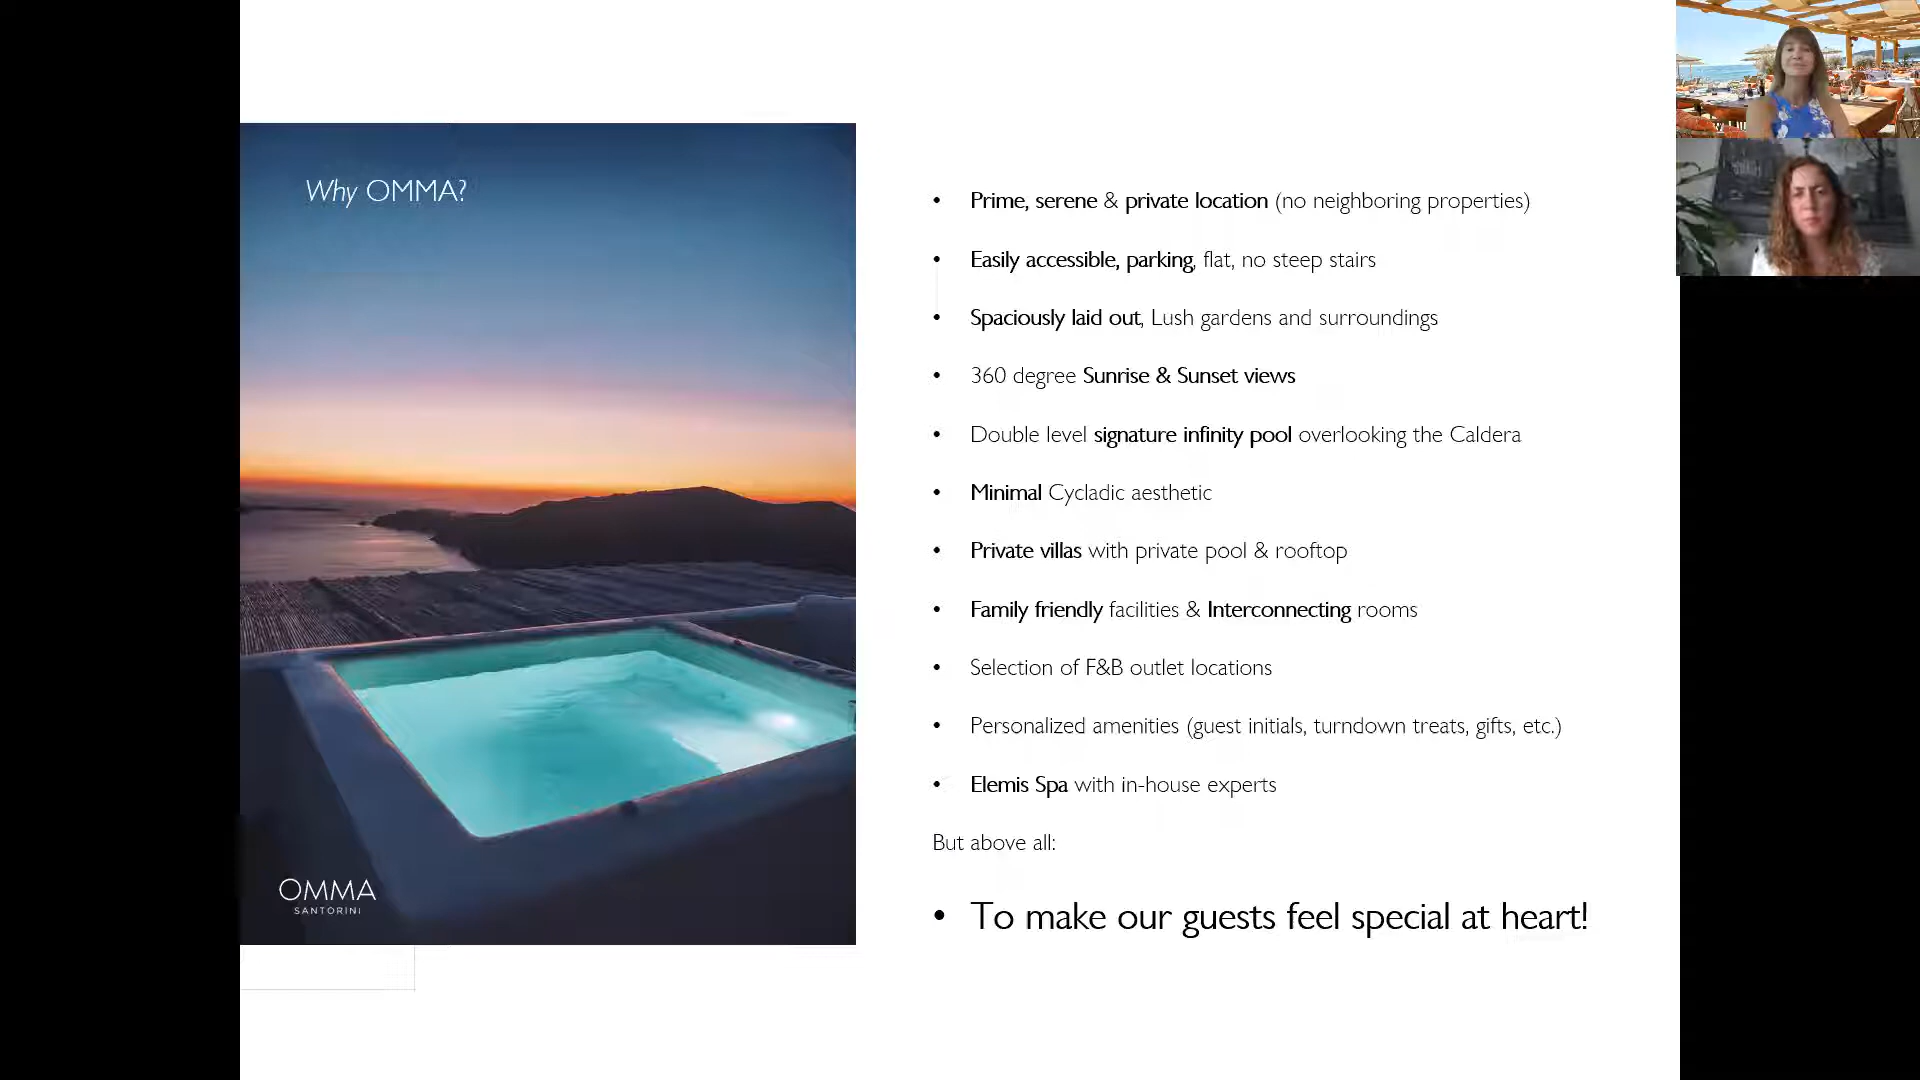 Why OMMA?
• Prime, serene & private location (no neighboring properties)
• Easily accessible, parking, flat, no steep stairs
• Spaciously laid out, Lush gardens and surroundings
• 360 degree Sunrise & Sunset views
• Double level signature infinity pool overlooking the Caldera
• Minimal Cycladic aesthetic
• Private villas with private pool & rooftop
• Family friendly facilities & Interconnecting rooms
• Selection of F&B outlet locations
• Personalized amenities (guest initials, turndown treats, gifts, etc.)
• Elemis Spa with in-house experts
But above all:
• To make our guests feel special at heart!
OMMA
SANTORINI